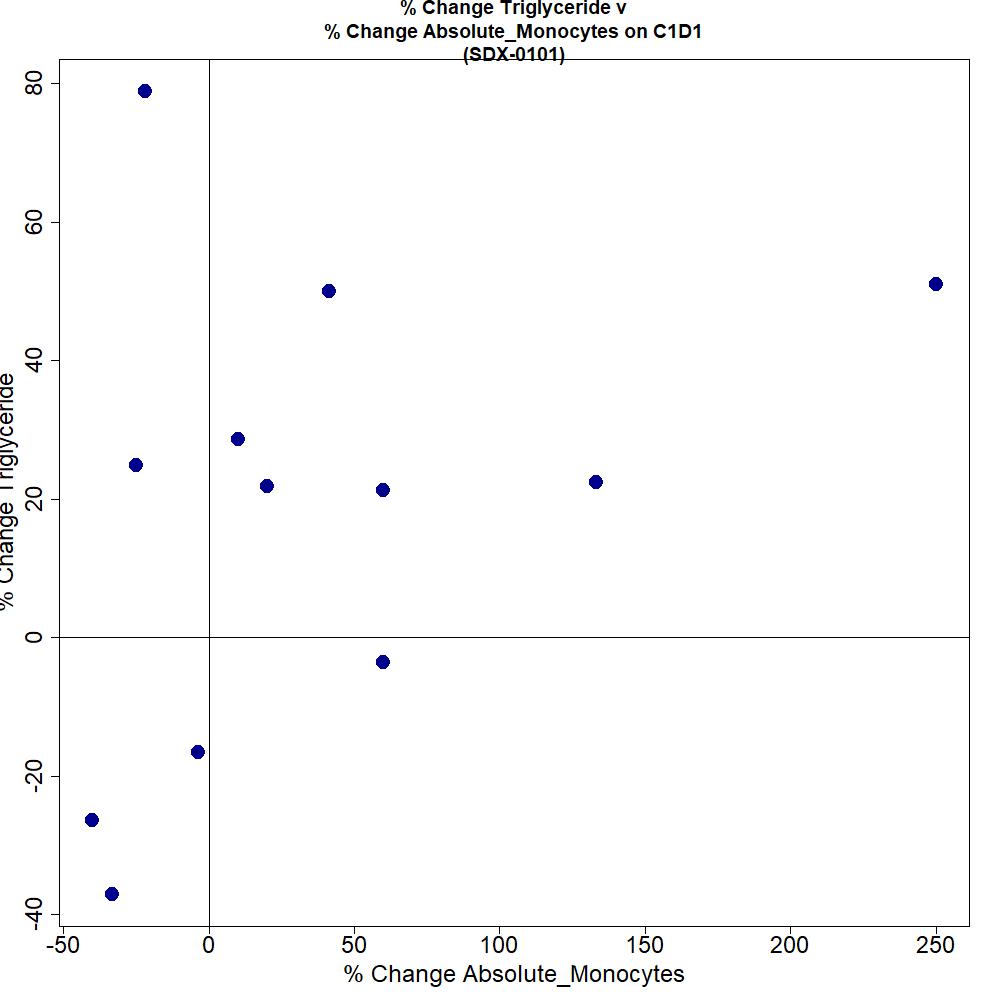 % Change Triglyceride v
% Change Absolute_Monocytes on C1D1
(SDX-0101)
% Change Triglyceride
80
60
40
20
0
-20
-40
-50 0 50 100 150 200 250
% Change Absolute_Monocytes